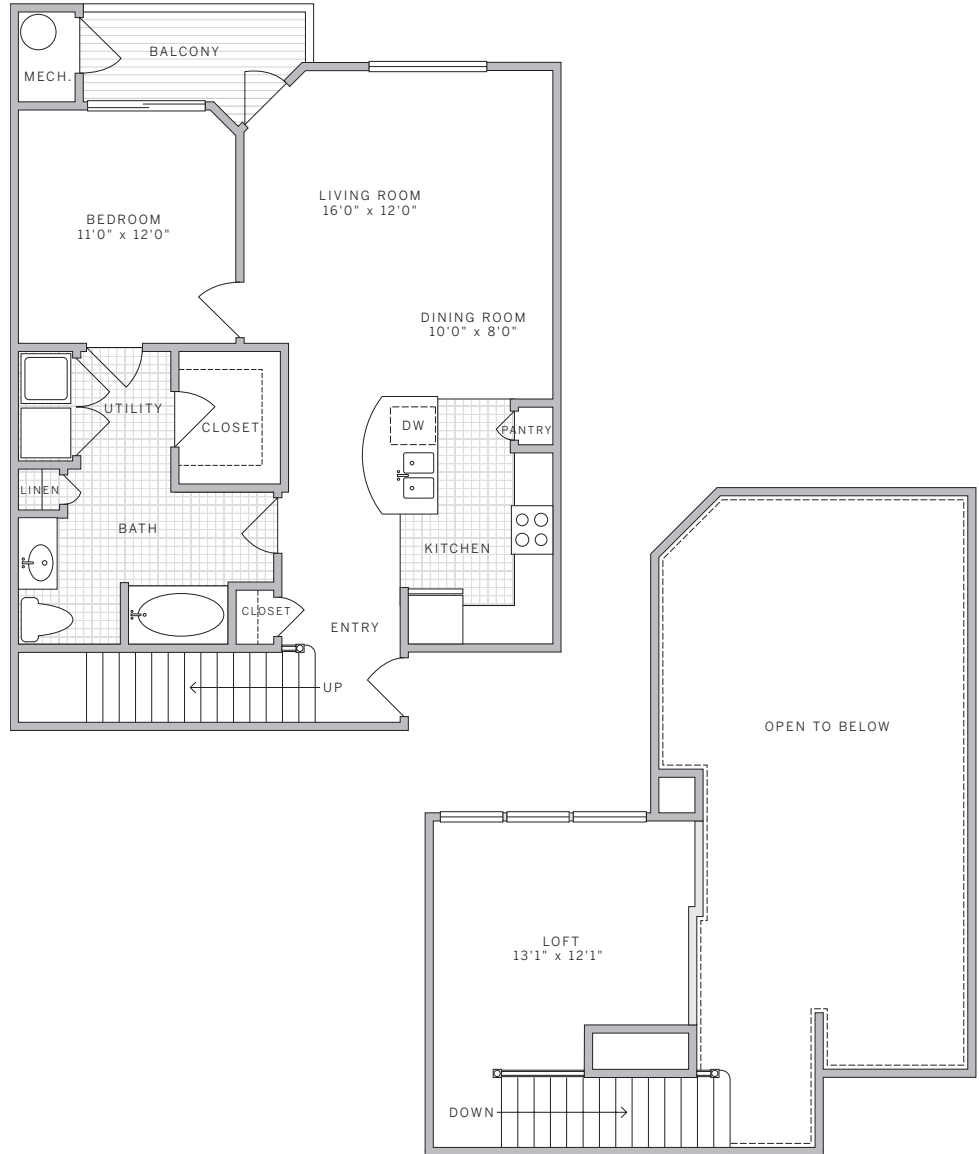 BALCONY
MECH.
LIVING ROOM
16'0" x 12'0"
BEDROOM
11'0" x 12'0"
DINING ROOM
10'0" x 8'0"
UTILITY
CLOSET
DW
PANTRY
LINEN
BATH
KITCHEN
CLOSET
ENTRY
UP
OPEN TO BELOW
LOFT
13'1" x 12'1"
DOWN